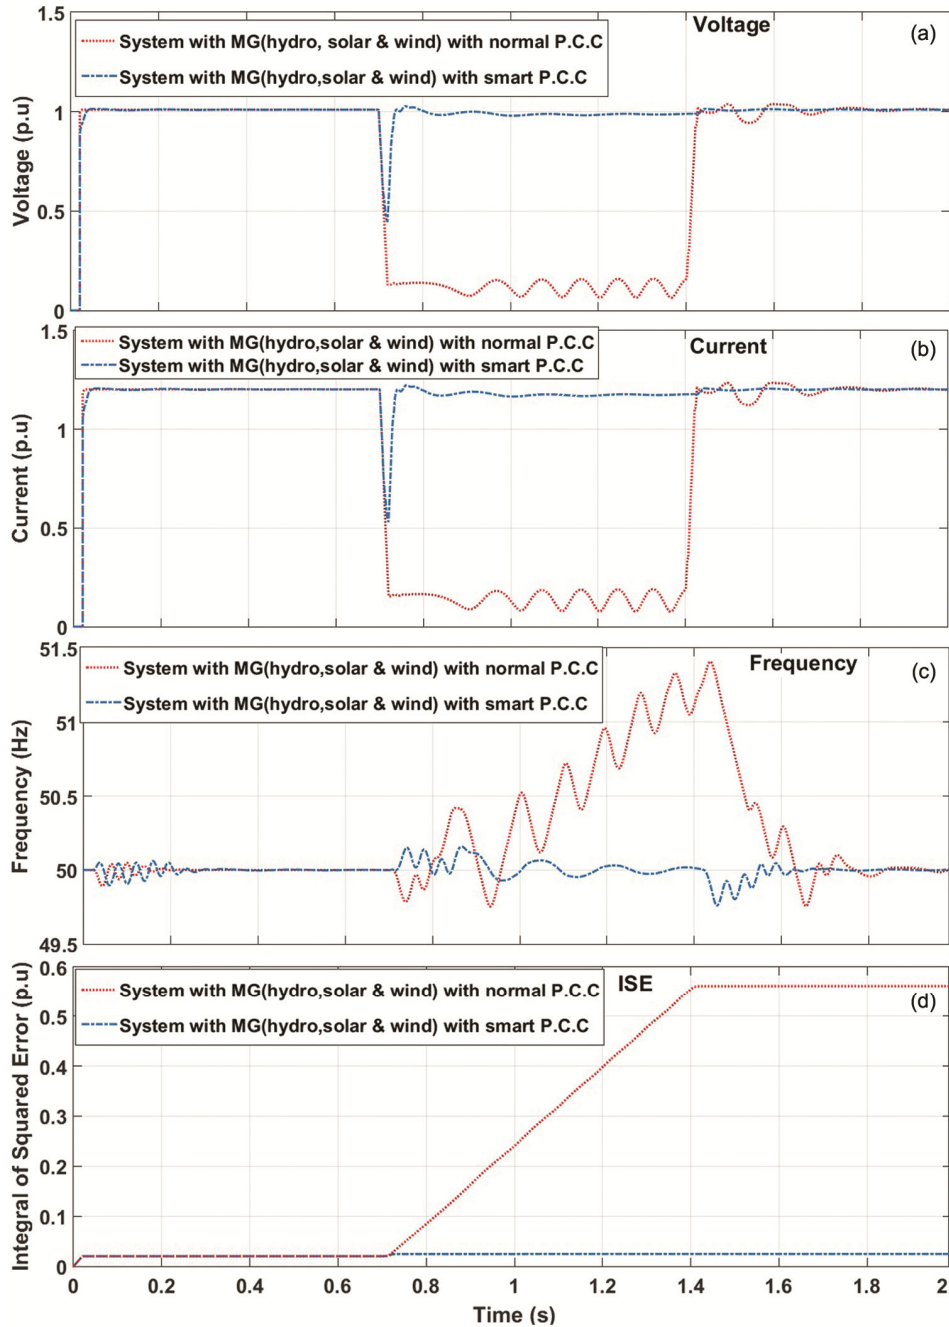 1.5
System with MG(hydro, solar & wind) with normal P.C.C
Voltage
(a)
System with MG(hydro,solar & wind) with smart P.C.C
1
Voltage (p.u)
0.5
0
1.5
System with MG(hydro,solar & wind) with normal P.C.C
Current
(b)
System with MG(hydro,solar & wind) with smart P.C.C
1
Current (p.u)
0.5
0
51.5
System with MG(hydro,solar & wind) with normal P.C.C
Frequency
(c)
System with MG(hydro,solar & wind) with smart P.C.C
51
Frequency (Hz)
50.5
50
49.5
0.6
System with MG(hydro,solar & wind) with normal P.C.C
ISE
(d)
System with MG(hydro,solar & wind) with smart P.C.C
0.5
Integral of Squared Error (p.u)
0.4
0.3
0.2
0.1
0
0 0.2 0.4 0.6 0.8 1 1.2 1.4 1.6 1.8 2
Time (s)